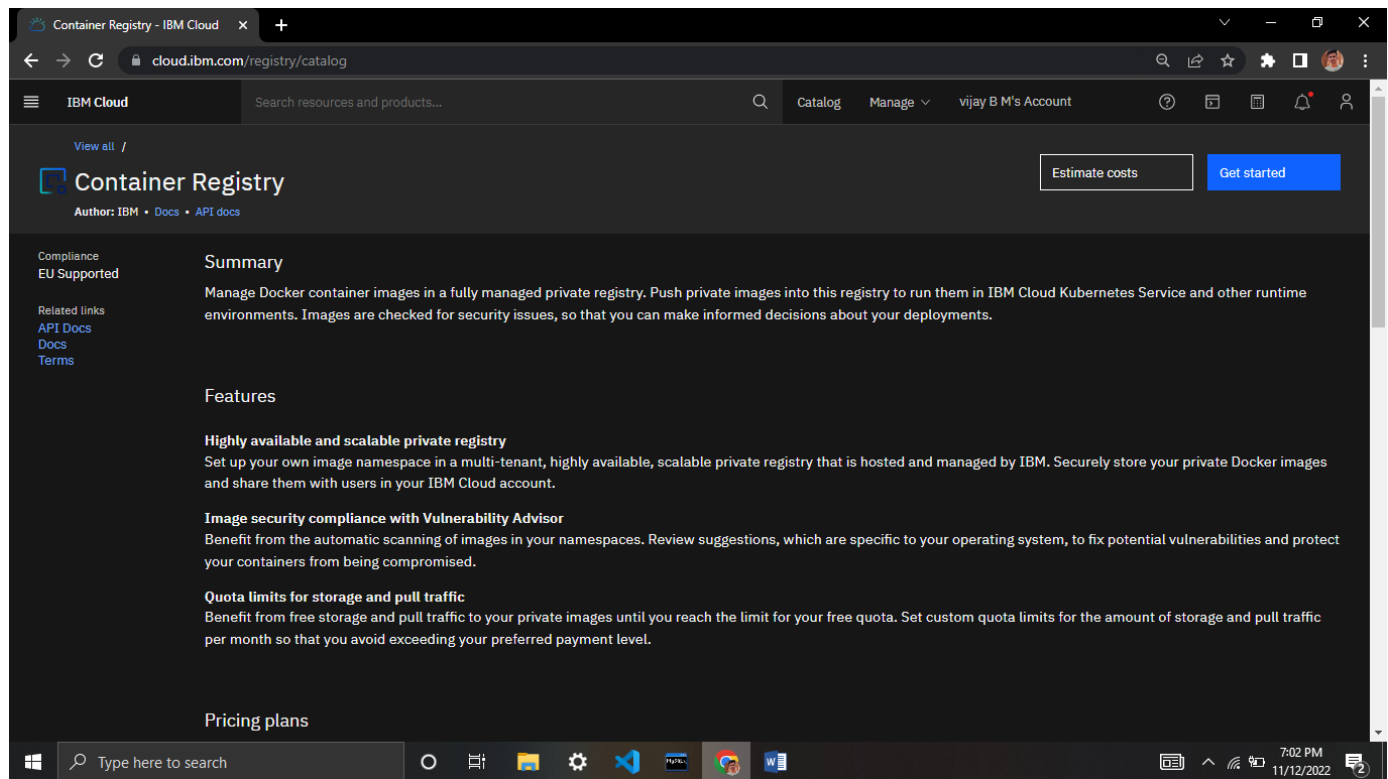 Container Registry - IBM Cloud
cloud.ibm.com/registry/catalog
IBM Cloud
Search resources and products...
Catalog
Manage
vijay B M's Account
View all /
Container Registry
Author: IBM • Docs • API docs
Estimate costs
Get started
Compliance
EU Supported
Related links
API Docs
Docs
Terms
Summary
Manage Docker container images in a fully managed private registry. Push private images into this registry to run them in IBM Cloud Kubernetes Service and other runtime
environments. Images are checked for security issues, so that you can make informed decisions about your deployments.
Features
Highly available and scalable private registry
Set up your own image namespace in a multi-tenant, highly available, scalable private registry that is hosted and managed by IBM. Securely store your private Docker images
and share them with users in your IBM Cloud account.
Image security compliance with Vulnerability Advisor
Benefit from the automatic scanning of images in your namespaces. Review suggestions, which are specific to your operating system, to fix potential vulnerabilities and protect
your containers from being compromised.
Quota limits for storage and pull traffic
Benefit from free storage and pull traffic to your private images until you reach the limit for your free quota. Set custom quota limits for the amount of storage and pull traffic
per month so that you avoid exceeding your preferred payment level.
Pricing plans
Type here to search
7:02 PM
11/12/2022
2